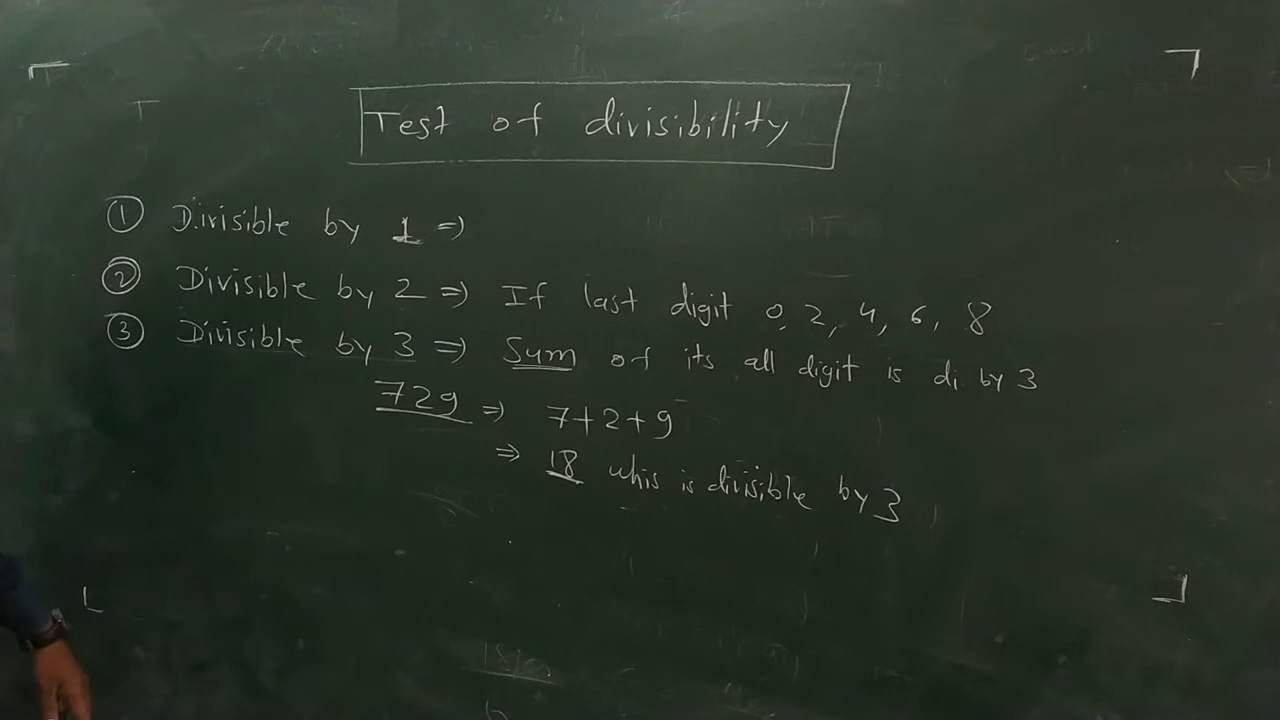 Test of divisibility
① Divisible by 1 ⇒
② Divisible by 2 ⇒ If last digit 0, 2, 4, 6, 8
③ Divisible by 3 ⇒ Sum of its all digit is di by 3
729 ⇒ 7+2+9
⇒ 18 whis is divisible by 3